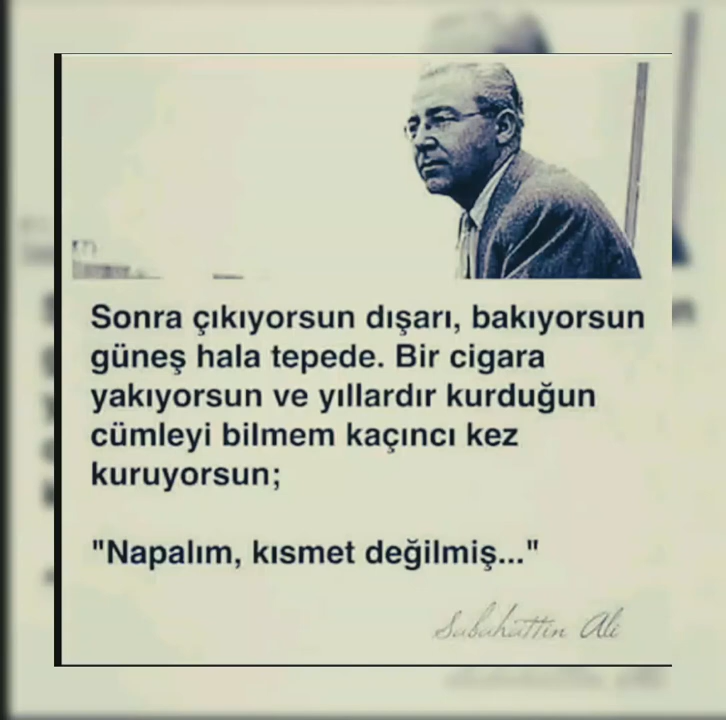 Sonra çıkıyorsun dışarı, bakıyorsun
güneş hala tepede. Bir cigara
yakıyorsun ve yıllardır kurduğun
cümleyi bilmem kaçıncı kez
kuruyorsun;
"Napalım, kısmet değilmiş..."
Sabahattin Ali